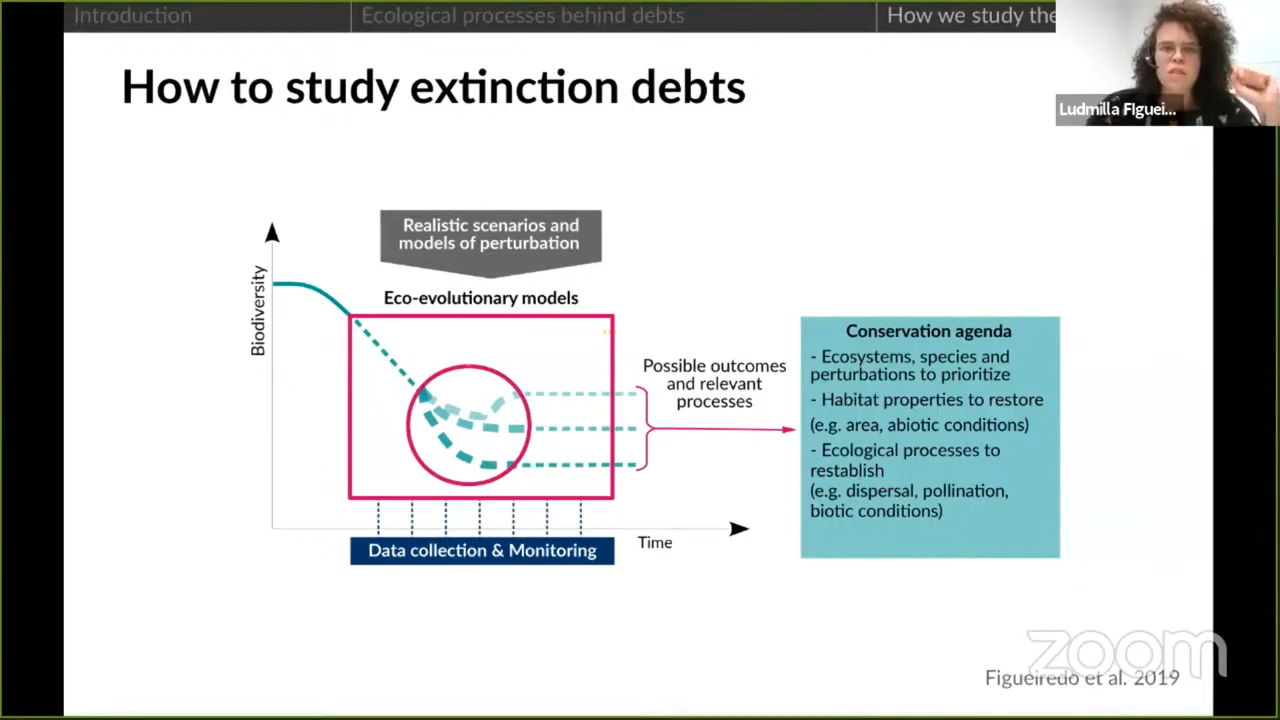 Introduction
Ecological processes behind debts
How we study the
Ludmilla FIguei...
How to study extinction debts
Realistic scenarios and
models of perturbation
Eco-evolutionary models
Biodiversity
Possible outcomes
and relevant
processes
Conservation agenda
- Ecosystems, species and
perturbations to prioritize
- Habitat properties to restore
(e.g. area, abiotic conditions)
- Ecological processes to
restablish
(e.g. dispersal, pollination,
biotic conditions)
Data collection & Monitoring
Time
zoom
Figueiredo et al. 2019